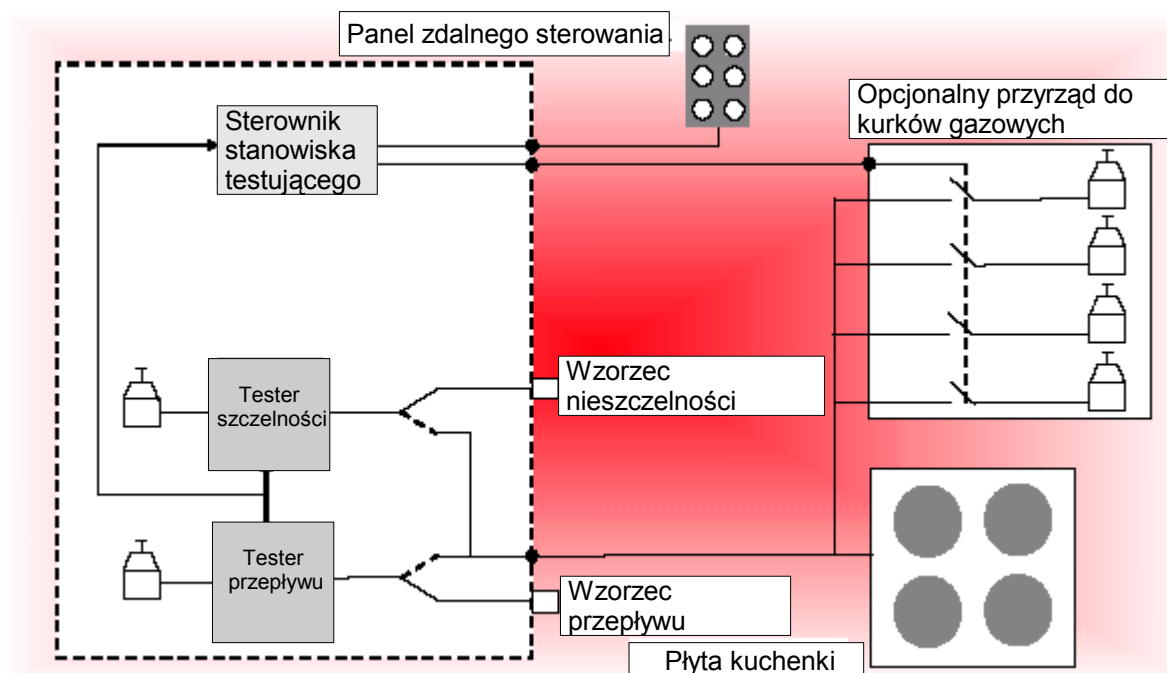 Panel zdalnego sterowania
Opcjonalny przyrząd do
kurków gazowych
Sterownik
stanowiska
testującego
Tester
szczelności
Wzorzec
nieszczelności
Tester
przepływu
Wzorzec
przepływu
Płyta kuchenki